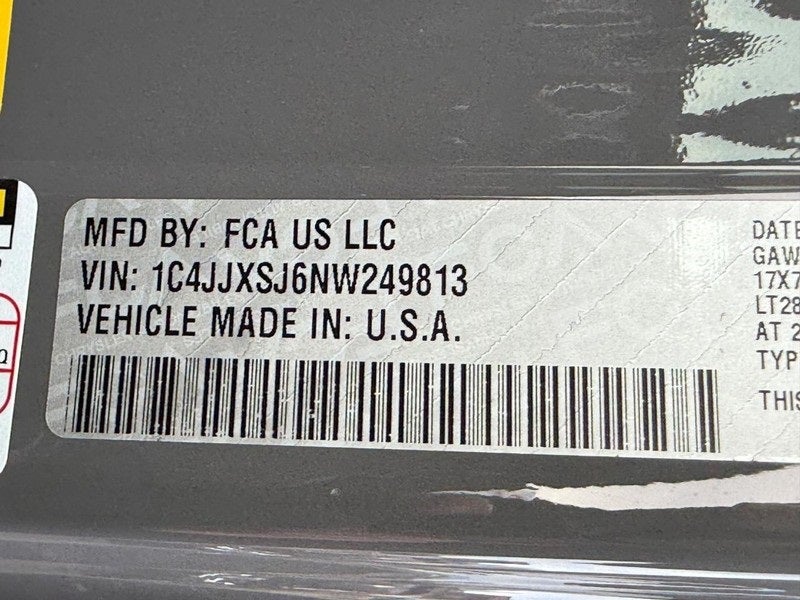 MFD BY: FCA US LLC
VIN: 1C4JJXSJ6NW249813
VEHICLE MADE IN: U.S.A.
DATE
GAW
17X7
LT28
AT 2
TYP
THIS